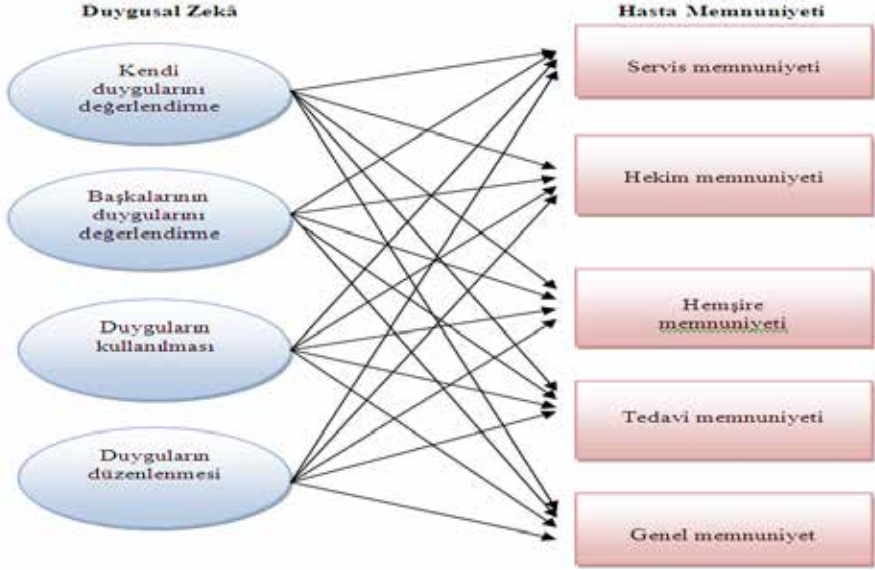 Duygusal Zekâ
Hasta Memnuniyeti
Kendi
duygularını
değerlendirme
Başkalarının
duygularını
değerlendirme
Duyguların
kullanılması
Duyguların
düzenlenmesi
Servis memnuniyeti
Hekim memnuniyeti
Hemşire
memnuniyeti
Tedavi memnuniyeti
Genel memnuniyet